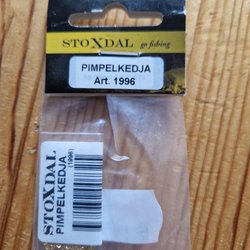 STOXDAL go fishing
PIMPELKEDJA
Art. 1996
STOXDAL
PIMPELKEDJA
(1996)